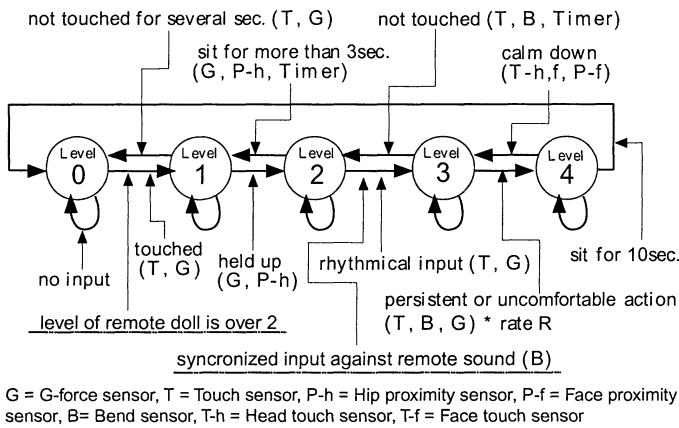 not touched for several sec. (T, G)
not touched (T, B, Timer)
sit for more than 3sec.
(G, P-h, Timer)
calm down
(T-h,f, P-f)
Level
0
Level
1
Level
2
Level
3
Level
4
no input
touched
(T, G)
held up
(G, P-h)
rhythmical input (T, G)
sit for 10sec.
persistent or uncomfortable action
(T, B, G) * rate R
level of remote doll is over 2
syncronized input against remote sound (B)
G = G-force sensor, T = Touch sensor, P-h = Hip proximity sensor, P-f = Face proximity
sensor, B= Bend sensor, T-h = Head touch sensor, T-f = Face touch sensor